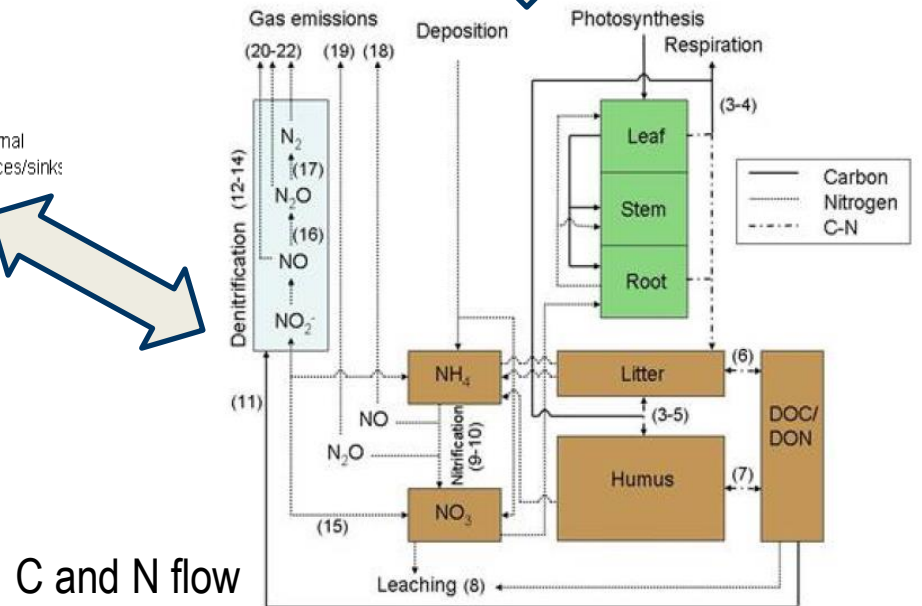 Gas emissions
(20-22) (19) (18)
Deposition
Photosynthesis
Respiration
(3-4)
Leaf
Stem
Root
Carbon
Nitrogen
C-N
N₂
(17)
N₂O
(16)
NO
NO₂⁻
Denitrification (12-14)
(11)
NH₄
Litter
(6)
DOC/
DON
(3-5)
NO
N₂O
Nitrification
(9-10)
Humus
(7)
NO₃
(15)
Leaching (8)
C and N flow